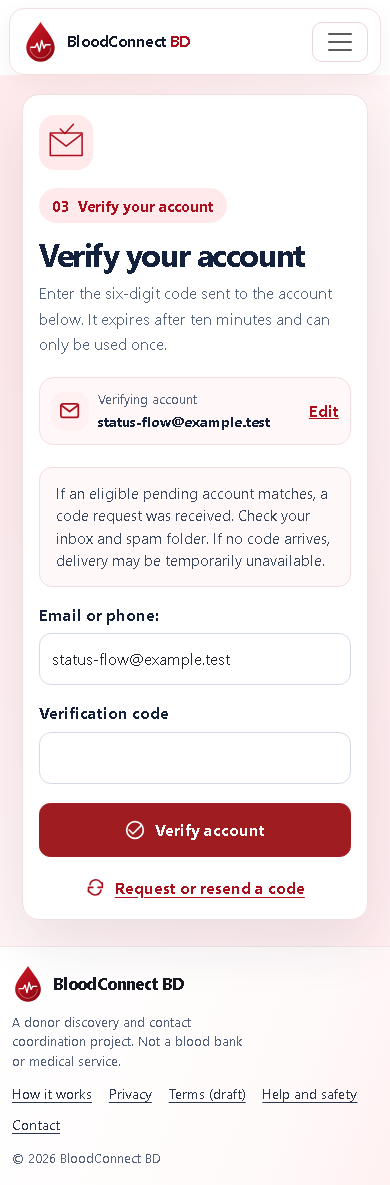 BloodConnect BD
03 Verify your account
Verify your account
Enter the six-digit code sent to the account
below. It expires after ten minutes and can
only be used once.
Verifying account
status-flow@example.test
Edit
If an eligible pending account matches, a
code request was received. Check your
inbox and spam folder. If no code arrives,
delivery may be temporarily unavailable.
Email or phone:
status-flow@example.test
Verification code
Verify account
Request or resend a code
BloodConnect BD
A donor discovery and contact
coordination project. Not a blood bank
or medical service.
How it works Privacy Terms (draft) Help and safety
Contact
© 2026 BloodConnect BD